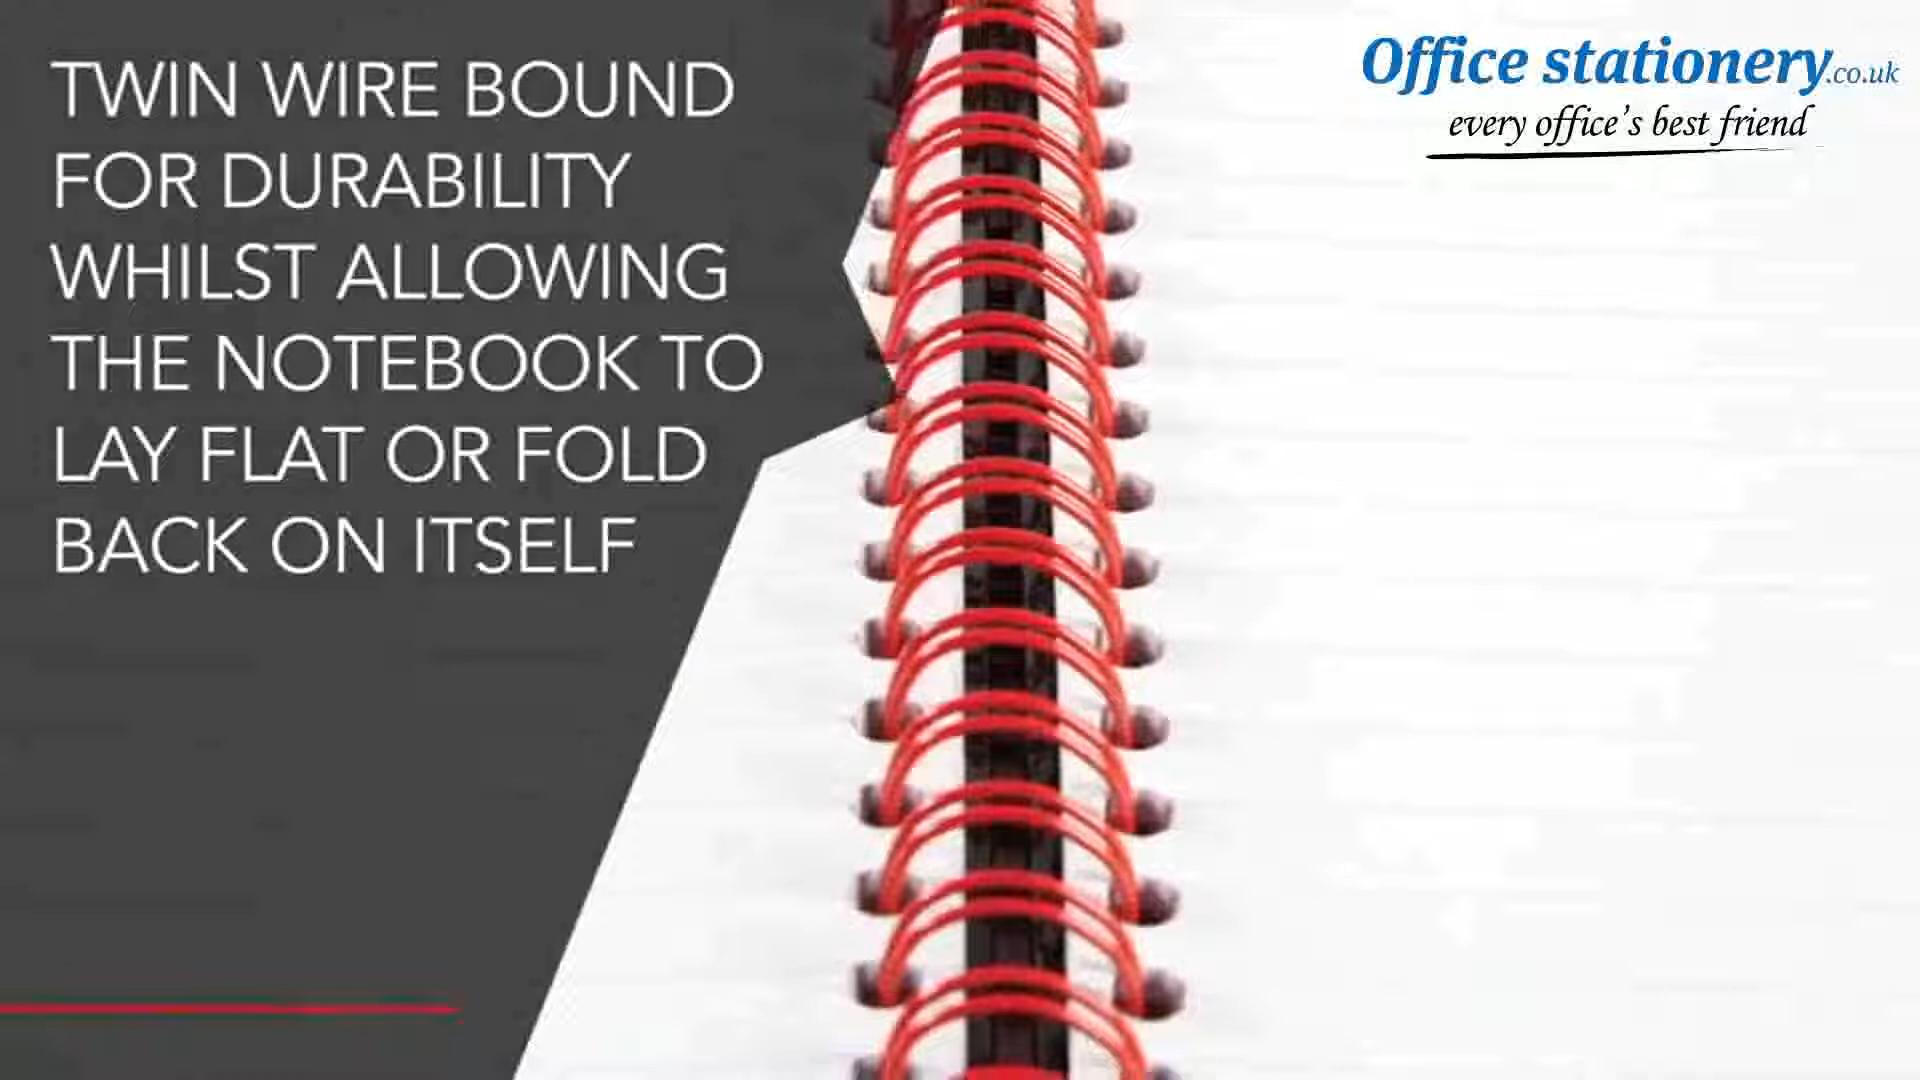 TWIN WIRE BOUND
FOR DURABILITY
WHILST ALLOWING
THE NOTEBOOK TO
LAY FLAT OR FOLD
BACK ON ITSELF
Office stationery.co.uk
every office's best friend